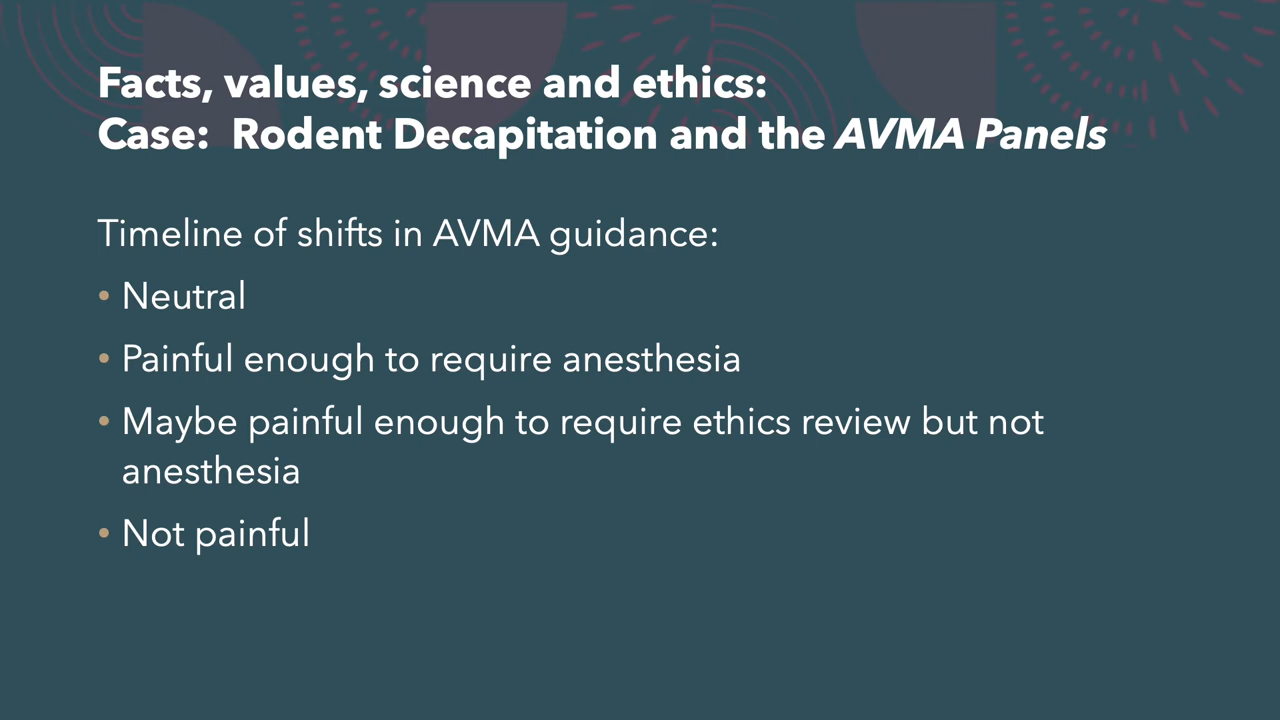 Facts, values, science and ethics:
Case:  Rodent Decapitation and the AVMA Panels
Timeline of shifts in AVMA guidance:
• Neutral
• Painful enough to require anesthesia
• Maybe painful enough to require ethics review but not
anesthesia
• Not painful